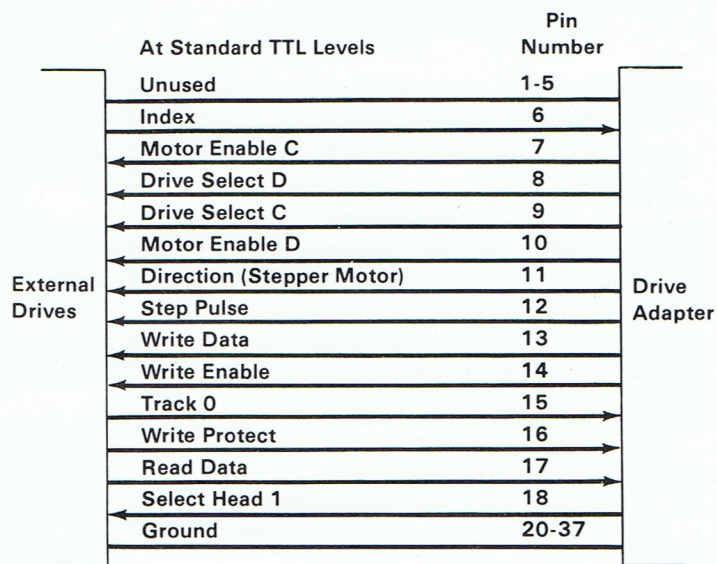 Pin
At Standard TTL Levels Number
Unused 1-5
Index 6
Motor Enable C 7
Drive Select D 8
Drive Select C 9
Motor Enable D 10
Direction (Stepper Motor) 11
Step Pulse 12
Write Data 13
Write Enable 14
Track 0 15
Write Protect 16
Read Data 17
Select Head 1 18
Ground 20-37
External
Drives
Drive
Adapter